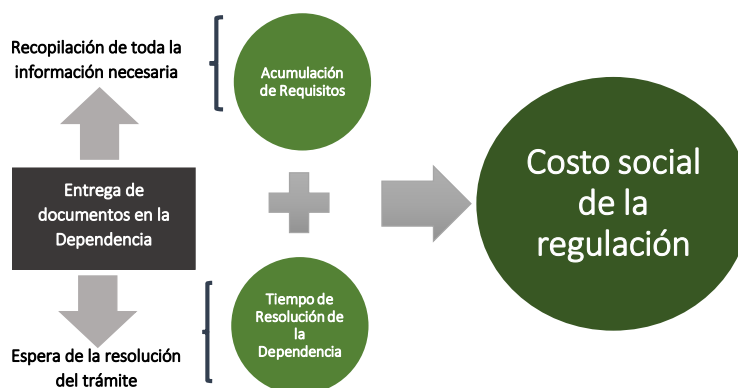 Recopilación de toda la
información necesaria
Acumulación
de Requisitos
Entrega de
documentos en la
Dependencia
Costo social
de la
regulación
Tiempo de
Resolución de
la
Dependencia
Espera de la resolución
del trámite